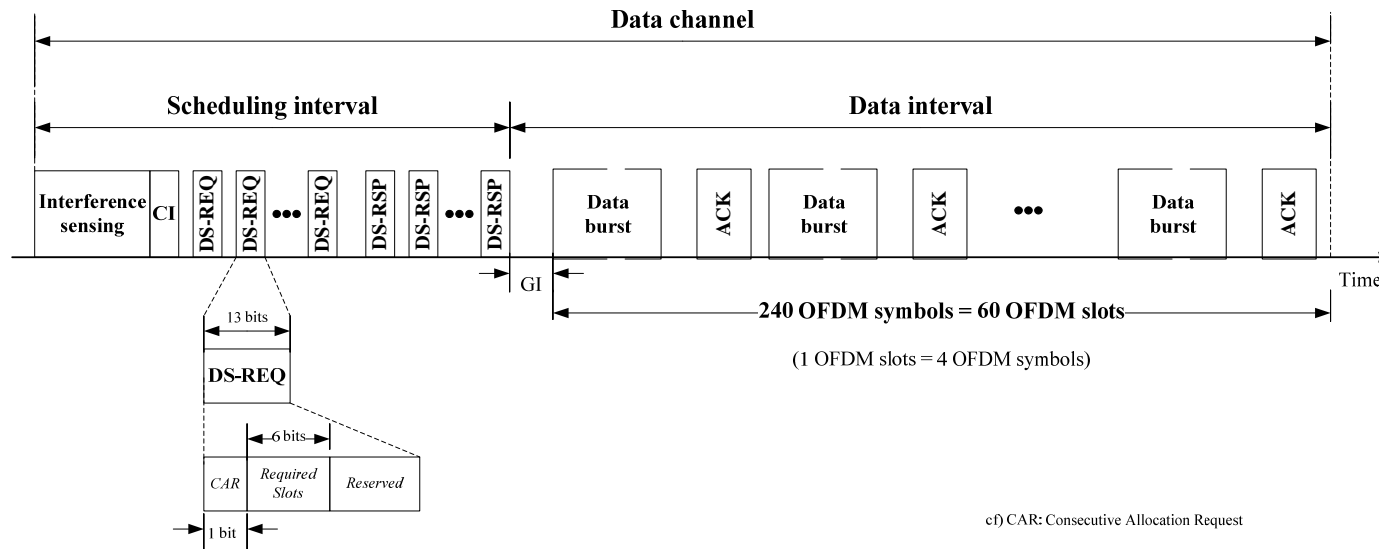 Data channel
Scheduling interval
Data interval
Interference
sensing
CI
DS-REQ
DS-REQ
•••
DS-REQ
DS-RSP
DS-RSP
•••
DS-RSP
Data
burst
ACK
Data
burst
ACK
•••
Data
burst
ACK
GI
Time
240 OFDM symbols = 60 OFDM slots
(1 OFDM slots = 4 OFDM symbols)
13 bits
DS-REQ
6 bits
CAR
Required
Slots
Reserved
1 bit
cf) CAR: Consecutive Allocation Request